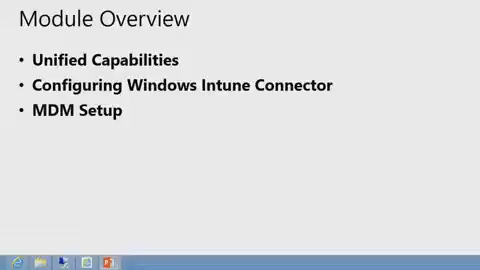 Module Overview
• Unified Capabilities
• Configuring Windows Intune Connector
• MDM Setup